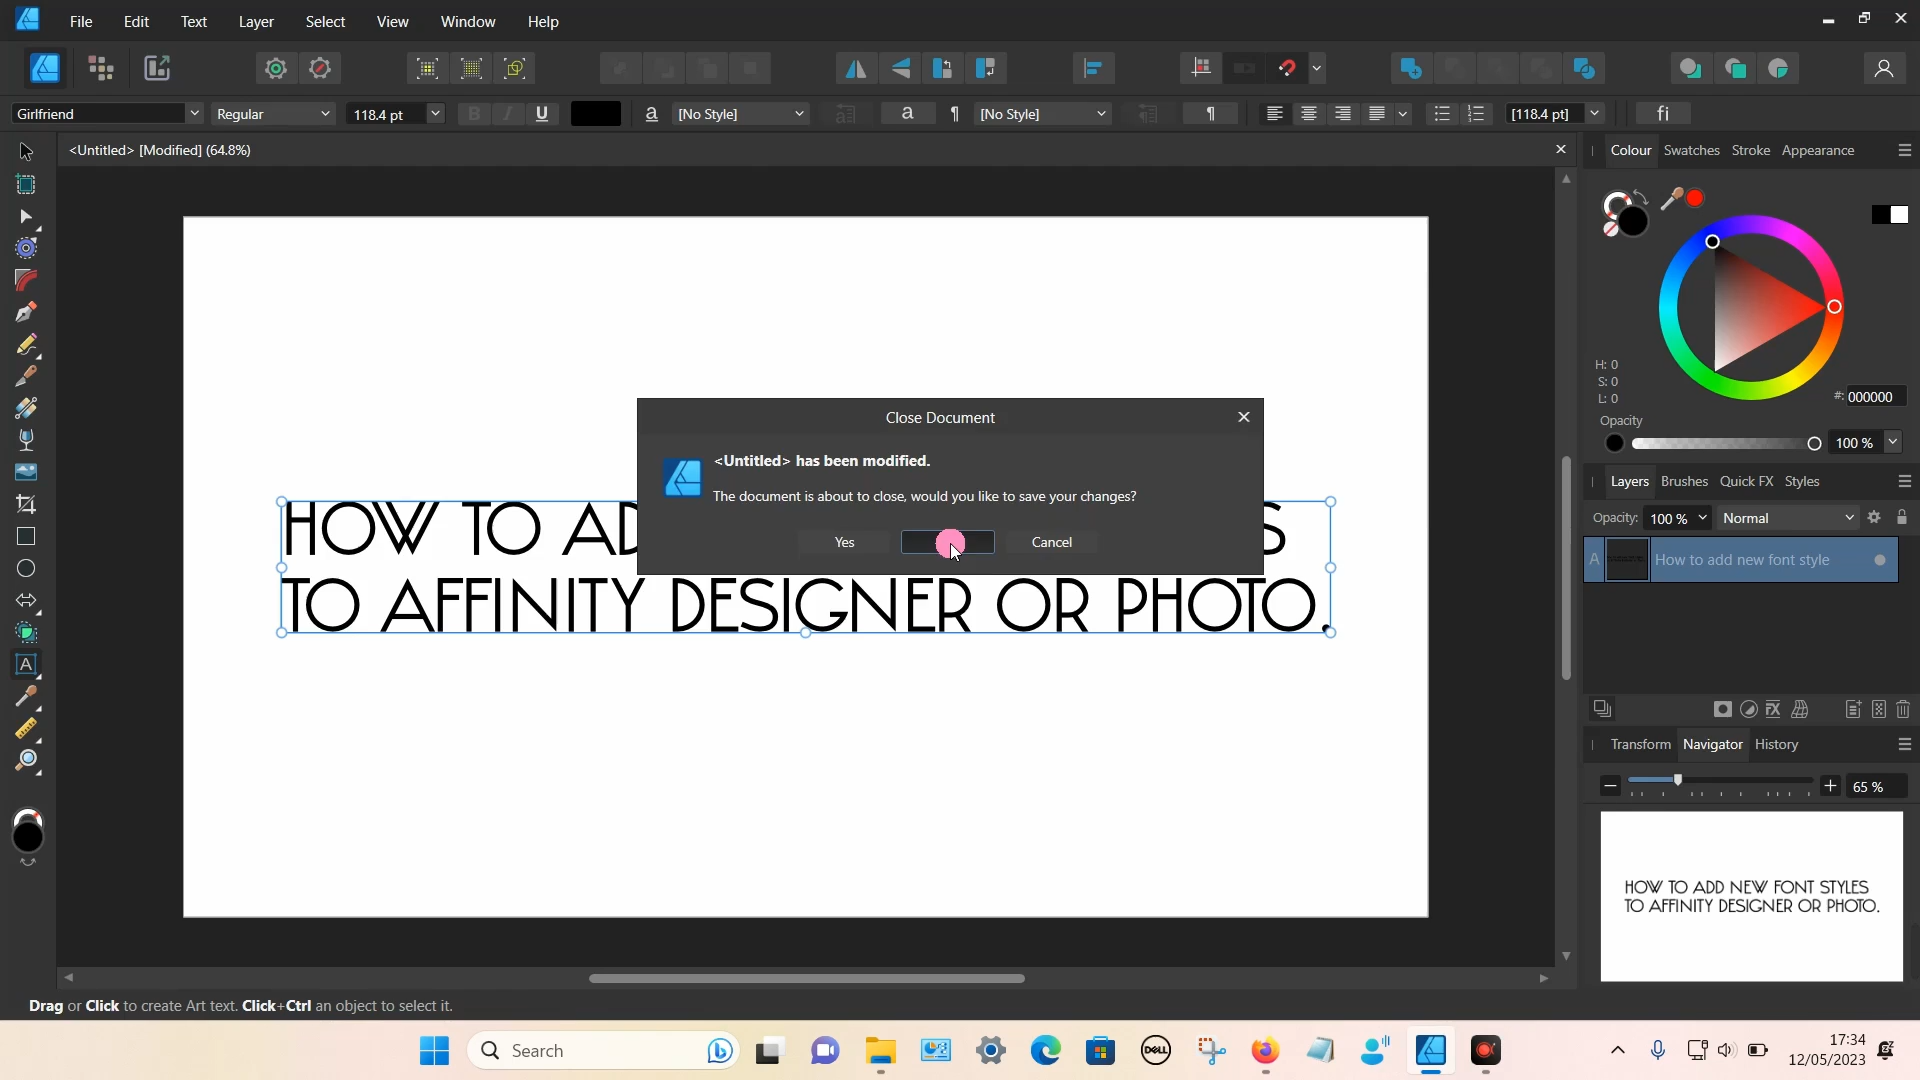 File Edit Text Layer Select View Window Help
Girlfriend Regular 118.4 pt B I U a [No Style] a ¶ [No Style] ¶ [118.4 pt] fi
<Untitled> [Modified] (64.8%)
Colour Swatches Stroke Appearance
H: 0
S: 0
L: 0
#: 000000
Opacity
100 %
Close Document
<Untitled> has been modified.
The document is about to close, would you like to save your changes?
Yes Cancel
HOW TO AD S
TO AFFINITY DESIGNER OR PHOTO.
Layers Brushes Quick FX Styles
Opacity: 100 % Normal
A How to add new font style
Transform Navigator History
65 %
HOW TO ADD NEW FONT STYLES
TO AFFINITY DESIGNER OR PHOTO.
Drag or Click to create Art text. Click+Ctrl an object to select it.
Search
DELL
17:34
12/05/2023